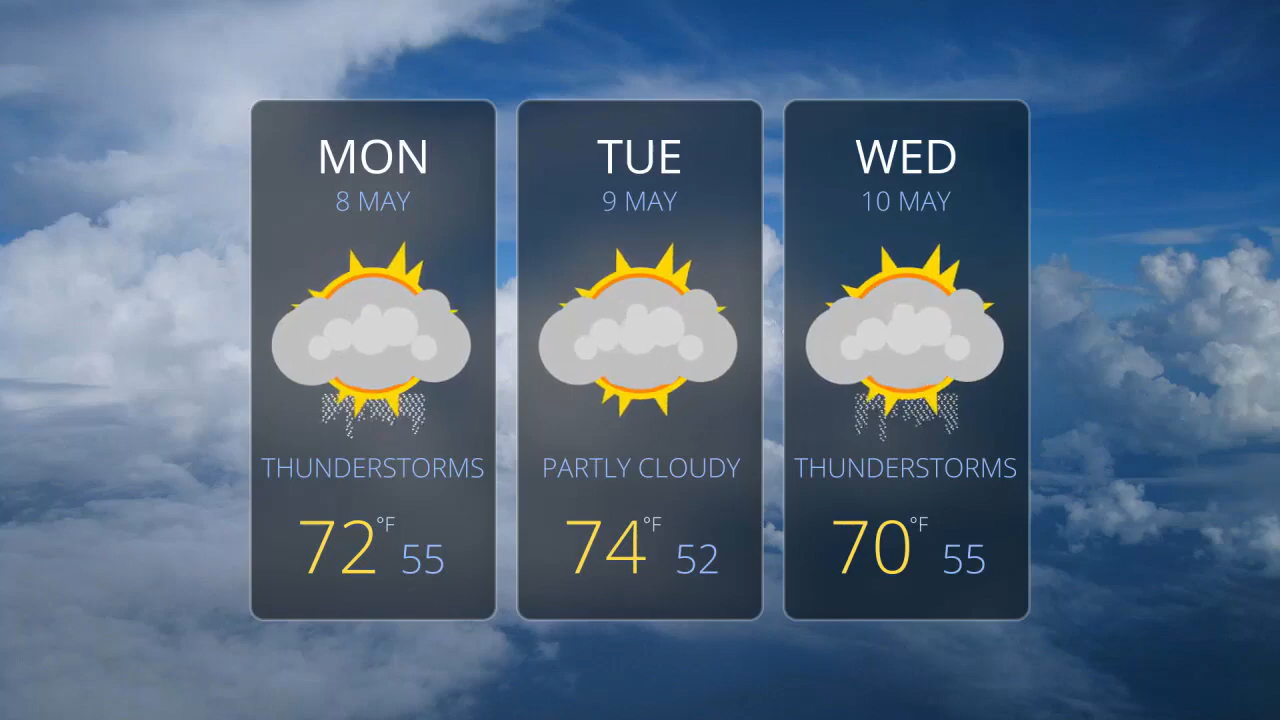 MON
8 MAY
THUNDERSTORMS
72°F 55
TUE
9 MAY
PARTLY CLOUDY
74°F 52
WED
10 MAY
THUNDERSTORMS
70°F 55